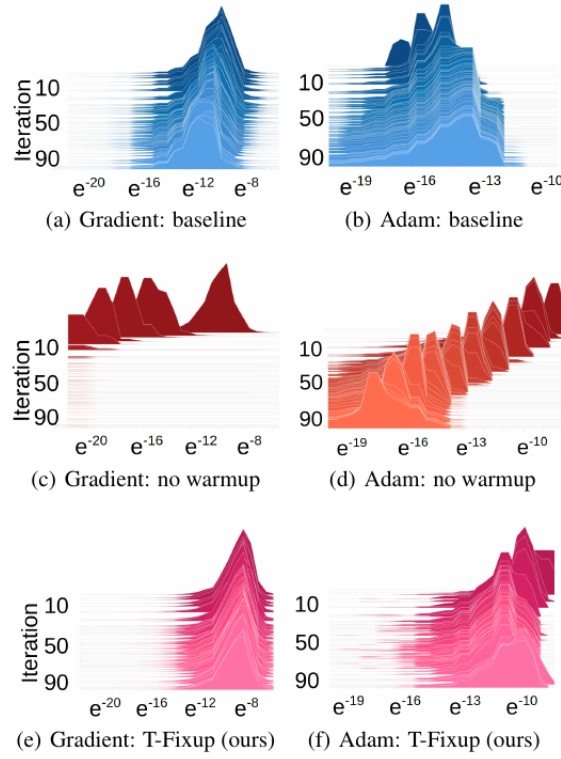 Iteration
10
50
90
e-20 e-16 e-12 e-8
e-19 e-16 e-13 e-10
(a) Gradient: baseline
(b) Adam: baseline
Iteration
10
50
90
10
50
90
e-20 e-16 e-12 e-8
e-19 e-16 e-13 e-10
(c) Gradient: no warmup
(d) Adam: no warmup
Iteration
10
50
90
10
50
90
e-20 e-16 e-12 e-8
e-19 e-16 e-13 e-10
(e) Gradient: T-Fixup (ours)
(f) Adam: T-Fixup (ours)
10
50
90